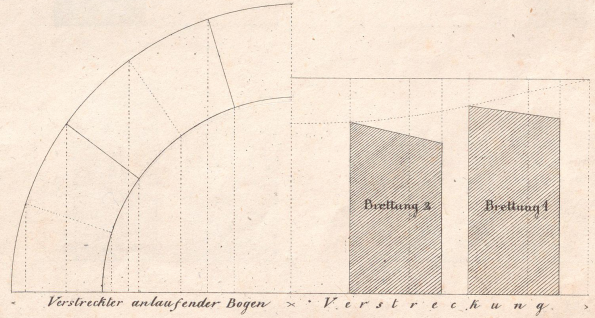 Brettung 2
Brettung 1
Verstreckter anlaufender Bogen
Verstreckung.